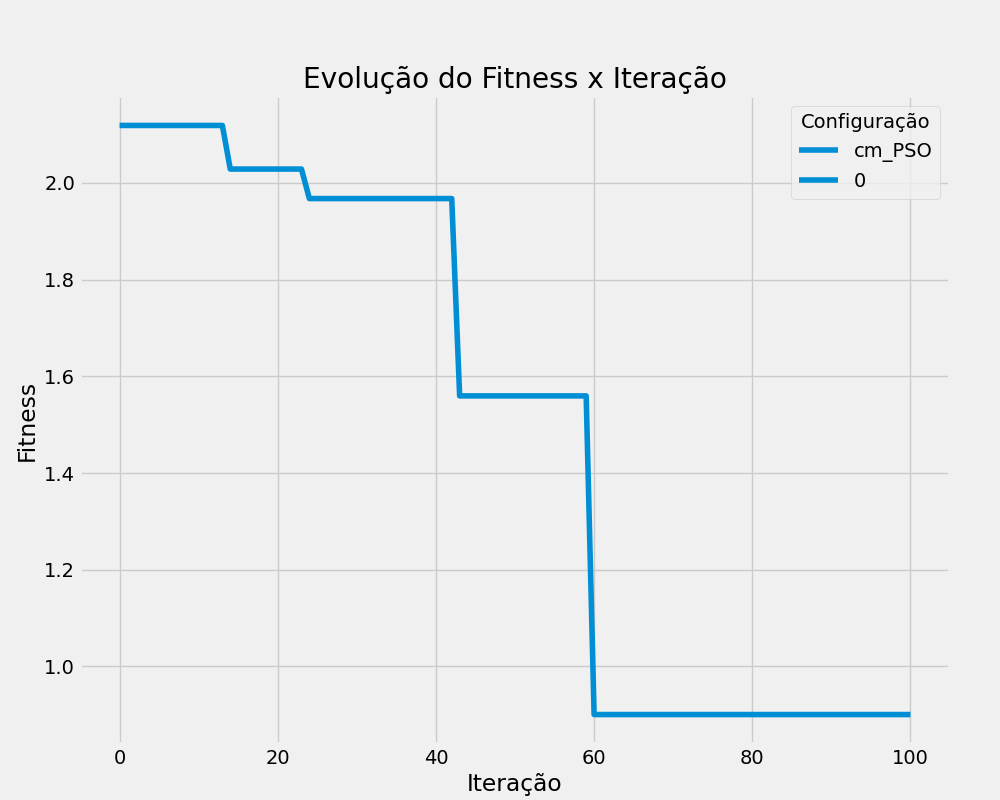 Evolução do Fitness x Iteração
Configuração
cm_PSO
0
Fitness
2.0
1.8
1.6
1.4
1.2
1.0
0 20 40 60 80 100
Iteração